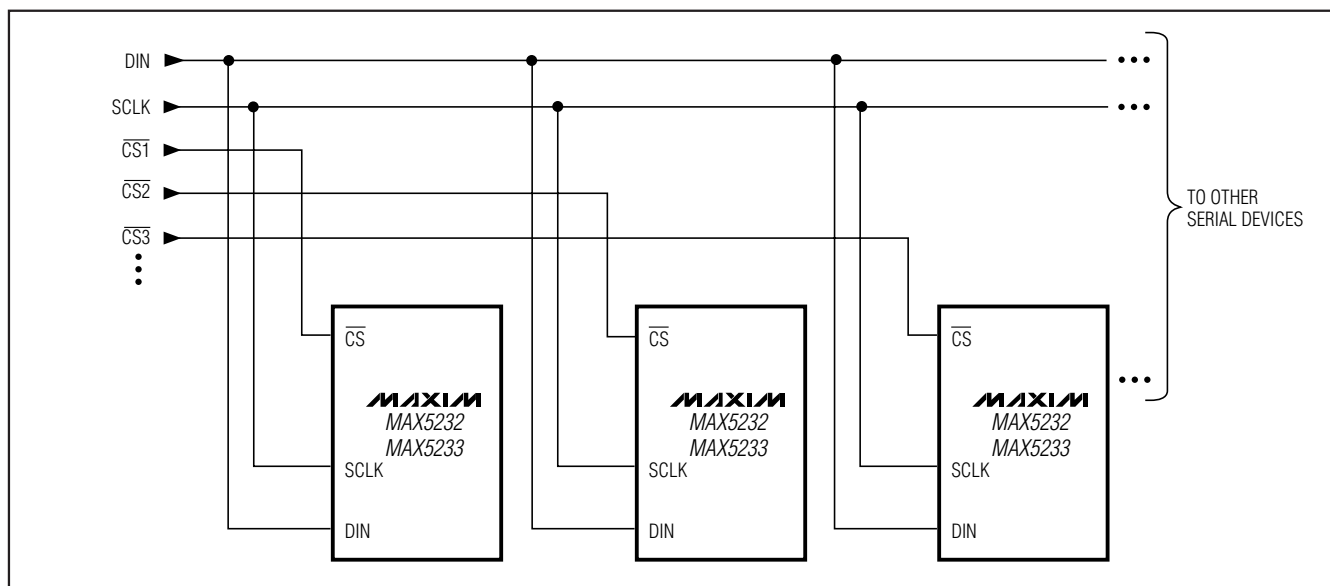 DIN
SCLK
CS1
CS2
CS3
TO OTHER
SERIAL DEVICES
CS
MAXIM
MAX5232
MAX5233
SCLK
DIN
CS
MAXIM
MAX5232
MAX5233
SCLK
DIN
CS
MAXIM
MAX5232
MAX5233
SCLK
DIN